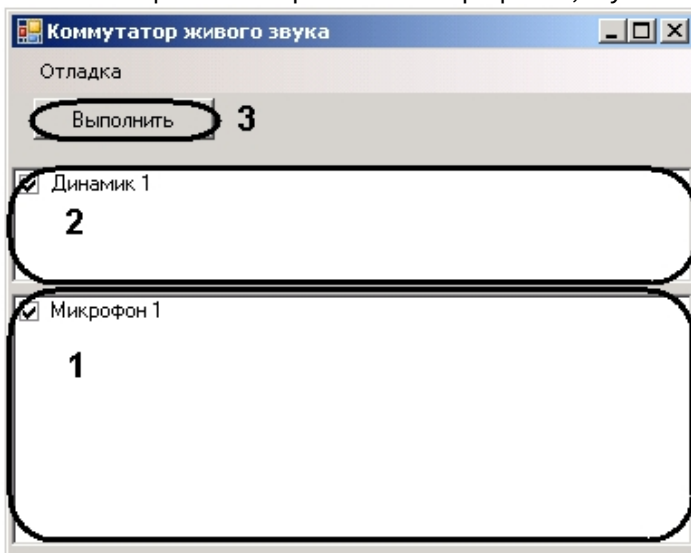 Коммутатор живого звука
Отладка
Выполнить 3
Динамик 1
2
Микрофон 1
1